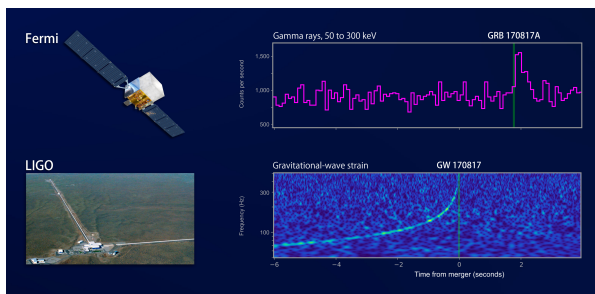 Fermi
Gamma rays, 50 to 300 keV
GRB 170817A
Counts per second
1,500
1,000
500
LIGO
Gravitational-wave strain
GW 170817
Frequency (Hz)
300
100
−6
−4
−2
0
2
Time from merger (seconds)